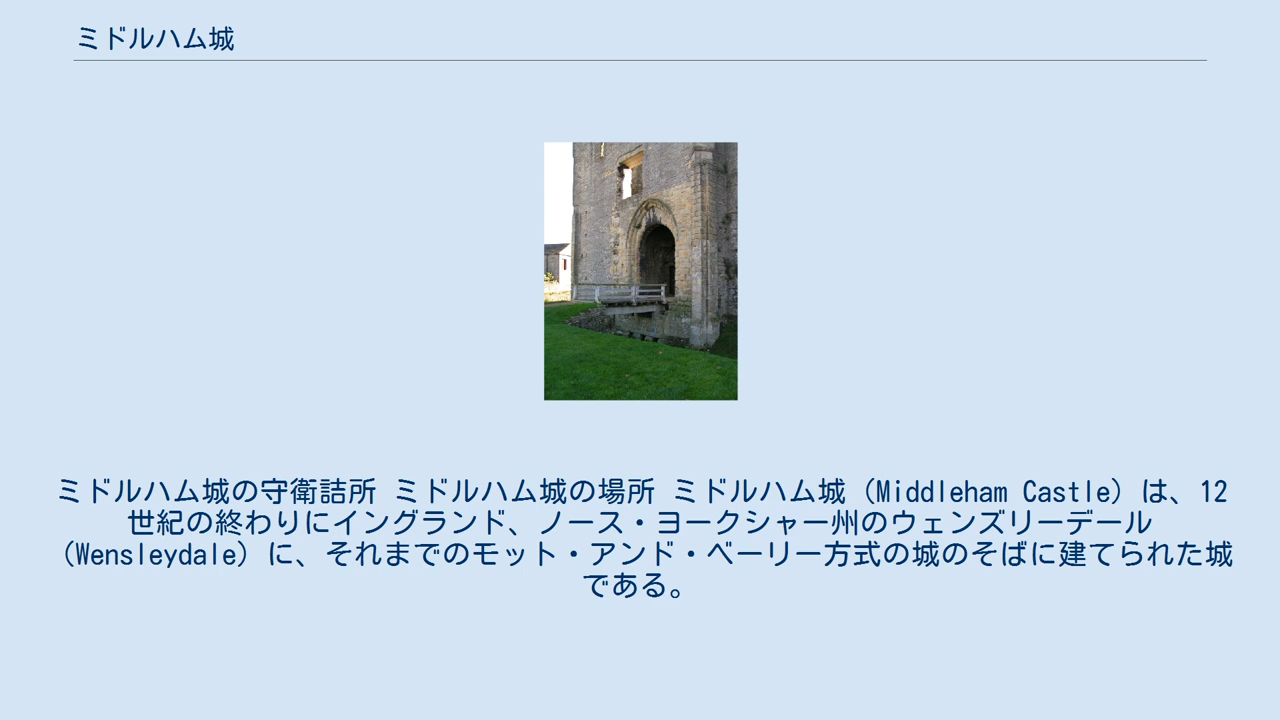 ミドルハム城
ミドルハム城の守衛詰所 ミドルハム城の場所 ミドルハム城（Middleham Castle）は、12
世紀の終わりにイングランド、ノース・ヨークシャー州のウェンズリーデール
（Wensleydale）に、それまでのモット・アンド・ベーリー方式の城のそばに建てられた城
である。